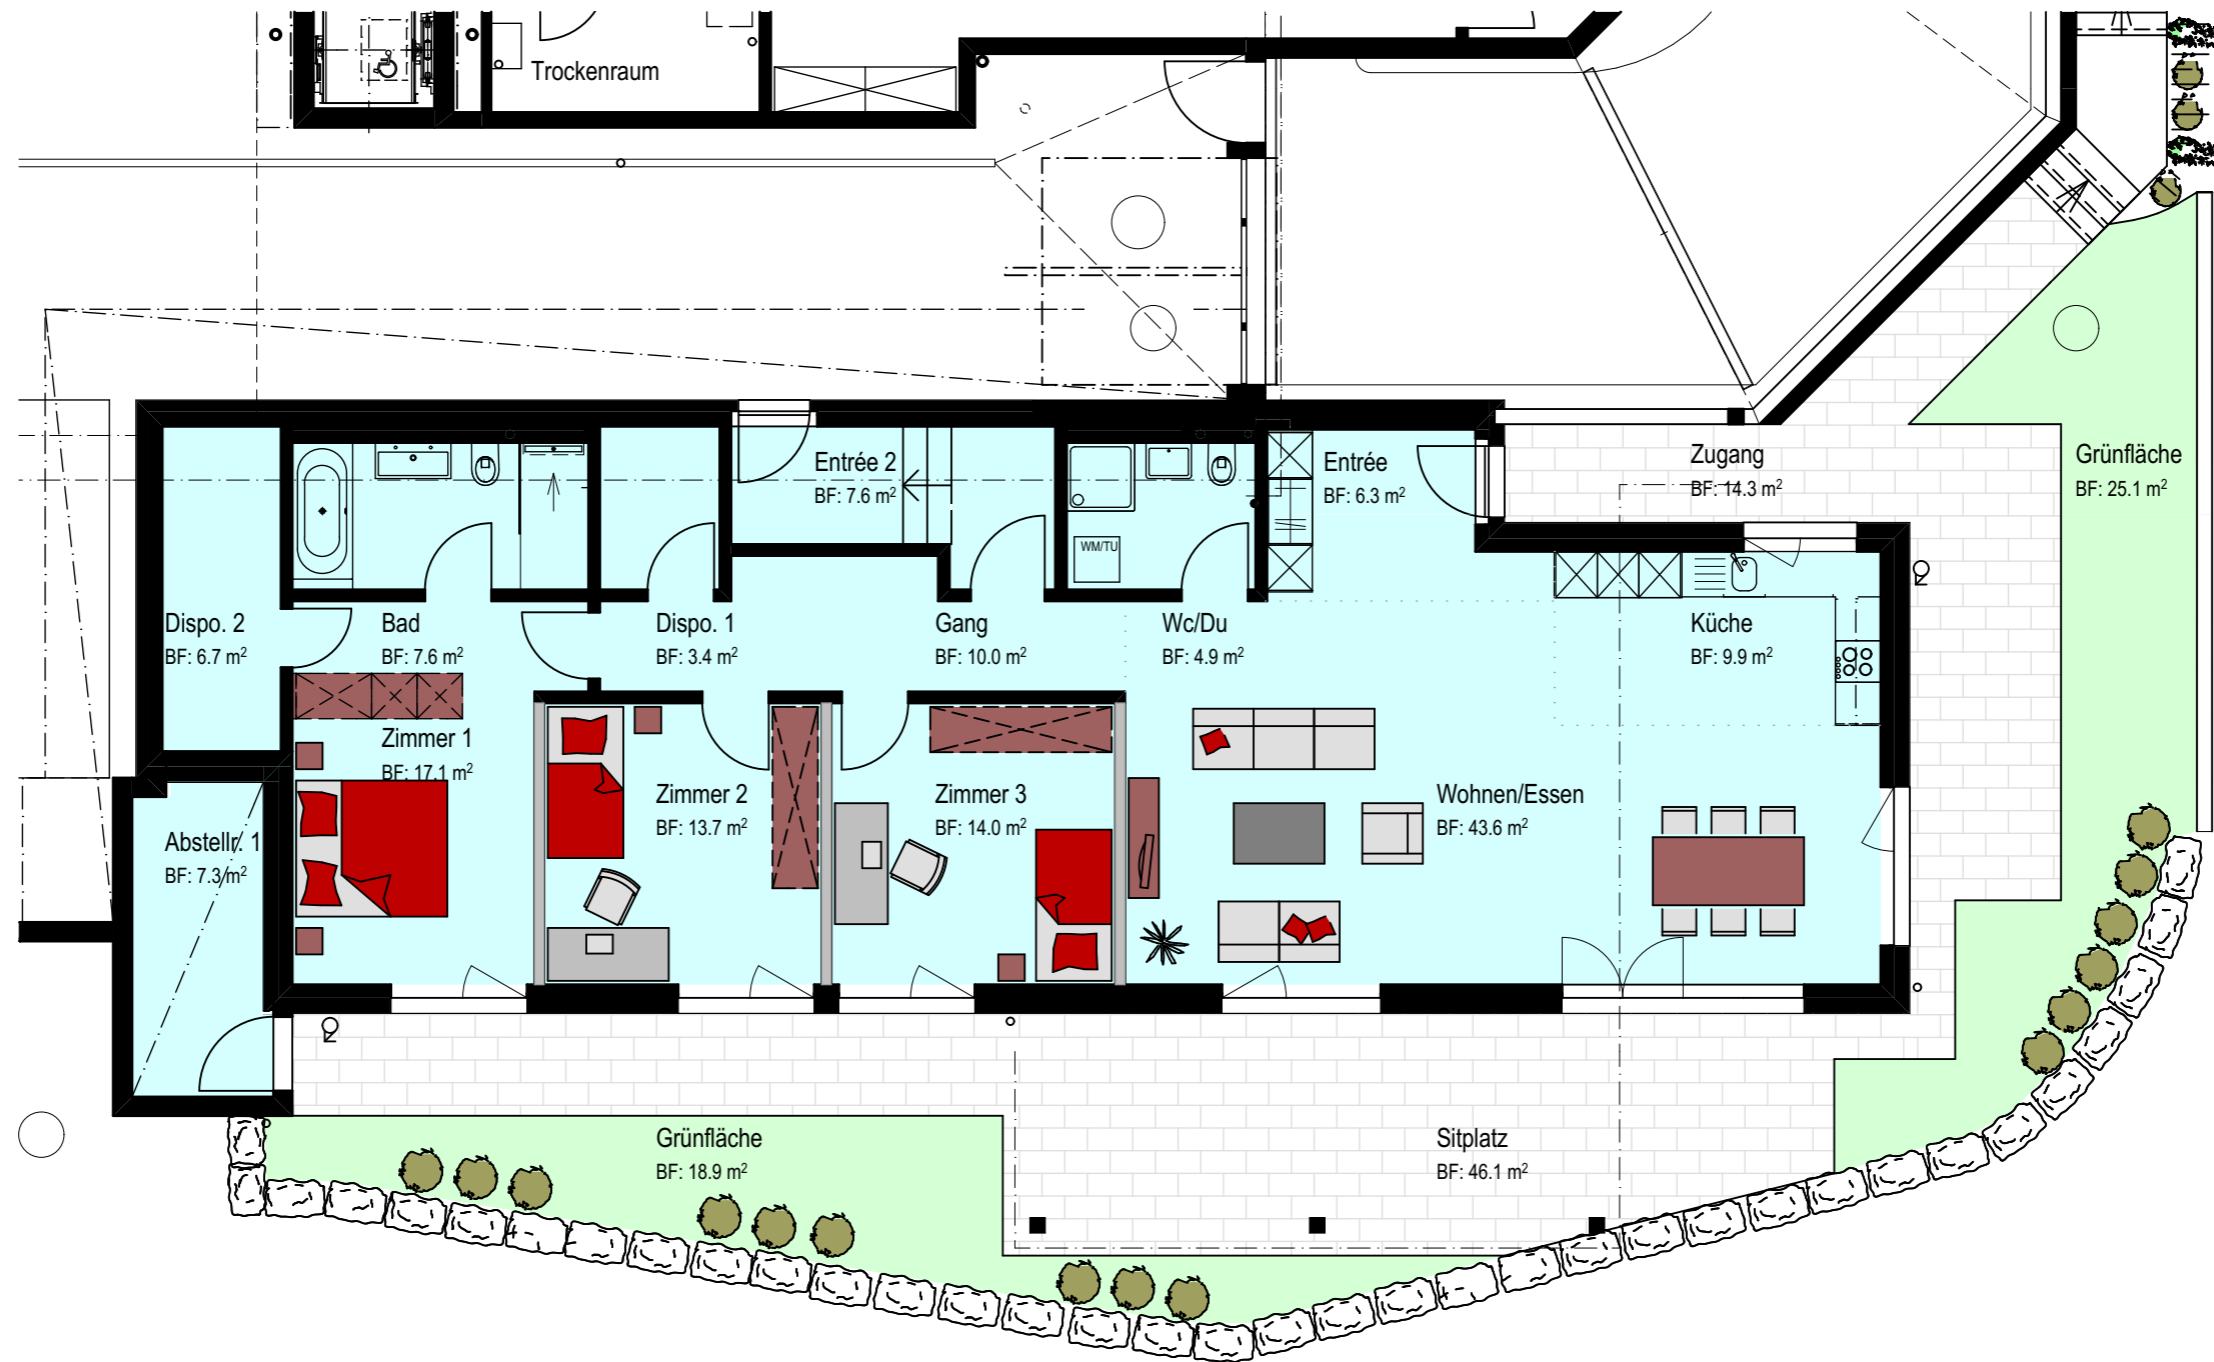 Trockenraum
Entrée 2
BF: 7.6 m²
Entrée
BF: 6.3 m²
Zugang
BF: 14.3 m²
Grünfläche
BF: 25.1 m²
WM/TU
Dispo. 2
BF: 6.7 m²
Bad
BF: 7.6 m²
Dispo. 1
BF: 3.4 m²
Gang
BF: 10.0 m²
Wc/Du
BF: 4.9 m²
Küche
BF: 9.9 m²
Zimmer 1
BF: 17.1 m²
Zimmer 2
BF: 13.7 m²
Zimmer 3
BF: 14.0 m²
Wohnen/Essen
BF: 43.6 m²
Abstellr. 1
BF: 7.3 m²
Grünfläche
BF: 18.9 m²
Sitplatz
BF: 46.1 m²